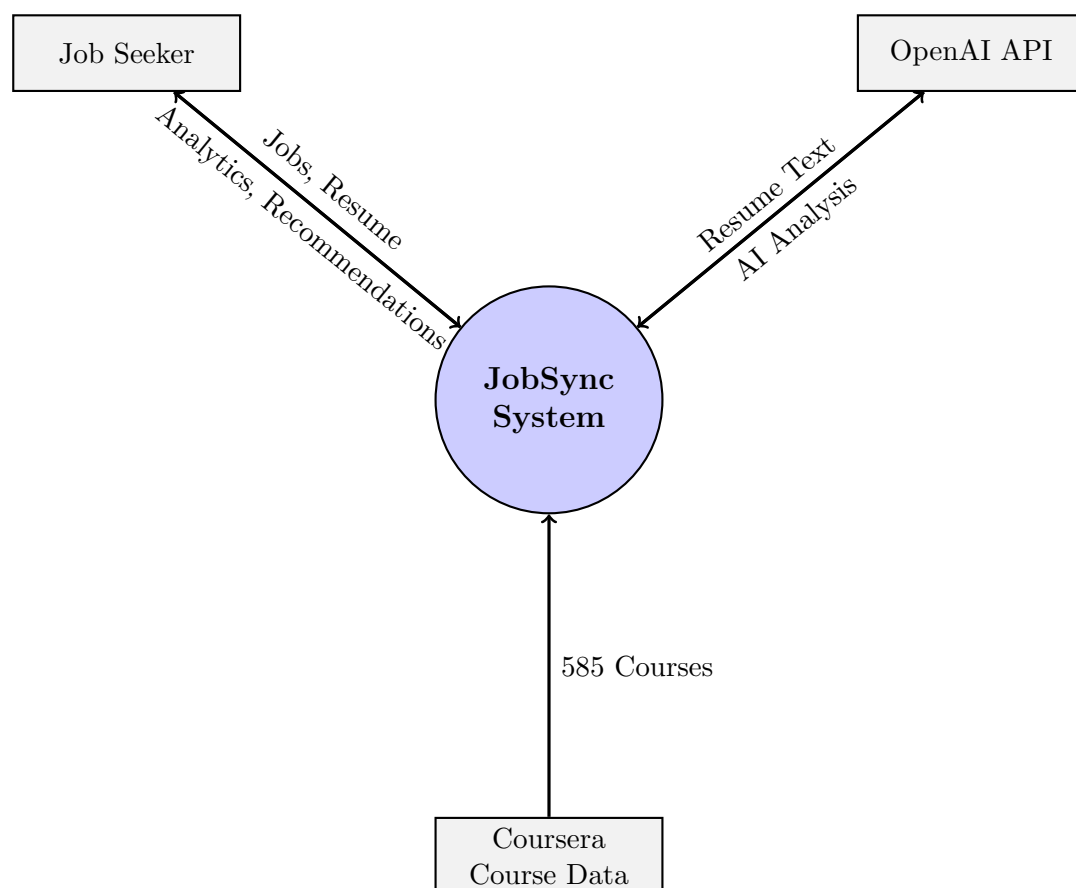 Job Seeker
OpenAI API
Jobs, Resume
Analytics, Recommendations
Resume Text
AI Analysis
JobSync
System
585 Courses
Coursera
Course Data